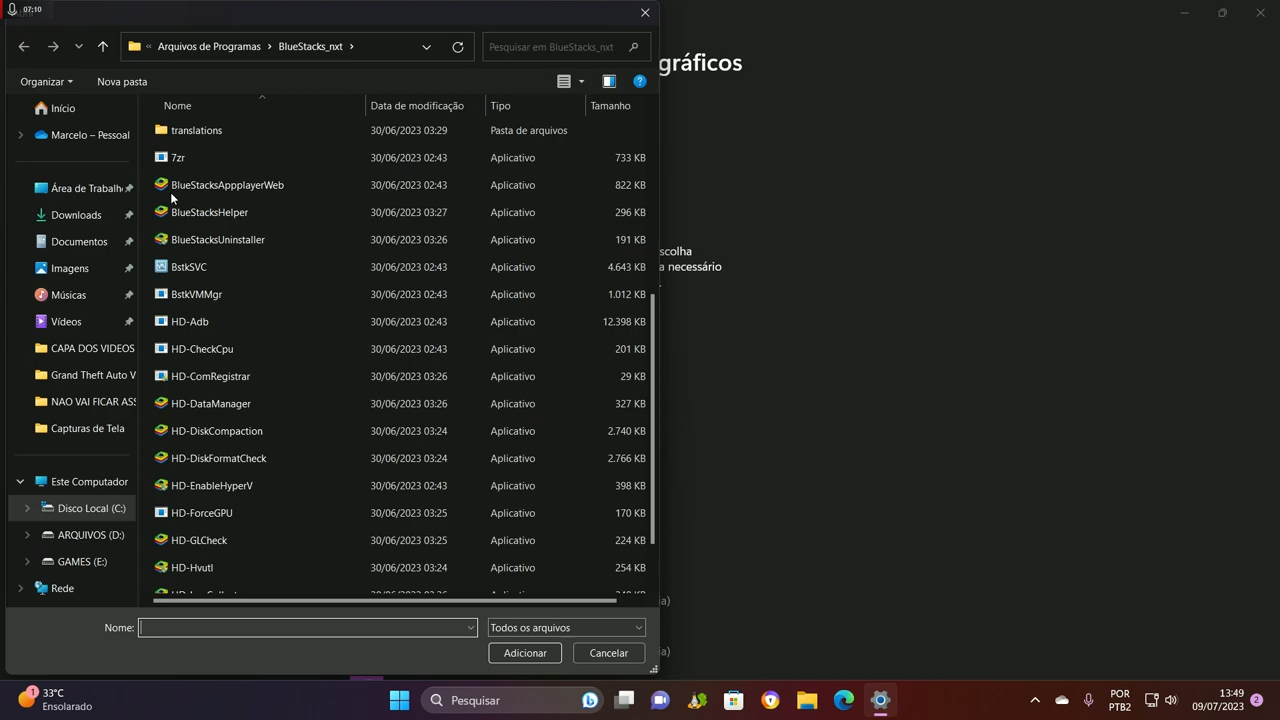 07:10
« Arquivos de Programas › BlueStacks_nxt ›
Pesquisar em BlueStacks_nxt
gráficos
Organizar
Nova pasta
Nome
Data de modificação
Tipo
Tamanho
Início
Marcelo – Pessoal
Área de Trabalh
Downloads
Documentos
Imagens
Músicas
Vídeos
CAPA DOS VIDEOS
Grand Theft Auto V
NAO VAI FICAR ASS
Capturas de Tela
Este Computador
Disco Local (C:)
ARQUIVOS (D:)
GAMES (E:)
Rede
translations 30/06/2023 03:29 Pasta de arquivos
7zr 30/06/2023 02:43 Aplicativo 733 KB
BlueStacksAppplayerWeb 30/06/2023 02:43 Aplicativo 822 KB
BlueStacksHelper 30/06/2023 03:27 Aplicativo 296 KB
BlueStacksUninstaller 30/06/2023 03:26 Aplicativo 191 KB
BstkSVC 30/06/2023 02:43 Aplicativo 4.643 KB
BstkVMMgr 30/06/2023 02:43 Aplicativo 1.012 KB
HD-Adb 30/06/2023 02:43 Aplicativo 12.398 KB
HD-CheckCpu 30/06/2023 02:43 Aplicativo 201 KB
HD-ComRegistrar 30/06/2023 03:26 Aplicativo 29 KB
HD-DataManager 30/06/2023 03:26 Aplicativo 327 KB
HD-DiskCompaction 30/06/2023 03:24 Aplicativo 2.740 KB
HD-DiskFormatCheck 30/06/2023 03:24 Aplicativo 2.766 KB
HD-EnableHyperV 30/06/2023 02:43 Aplicativo 398 KB
HD-ForceGPU 30/06/2023 03:25 Aplicativo 170 KB
HD-GLCheck 30/06/2023 03:25 Aplicativo 224 KB
HD-Hvutl 30/06/2023 03:24 Aplicativo 254 KB
scolha
a necessário
a)
a)
Nome:
Todos os arquivos
Adicionar
Cancelar
1
33°C
Ensolarado
Pesquisar
POR
PTB2
13:49
09/07/2023
2